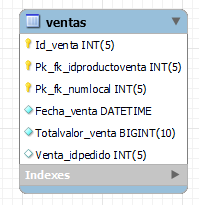 ventas
Id_venta INT(5)
Pk_fk_idproductoventa INT(5)
Pk_fk_numlocal INT(5)
Fecha_venta DATETIME
Totalvalor_venta BIGINT(10)
Venta_idpedido INT(5)
Indexes